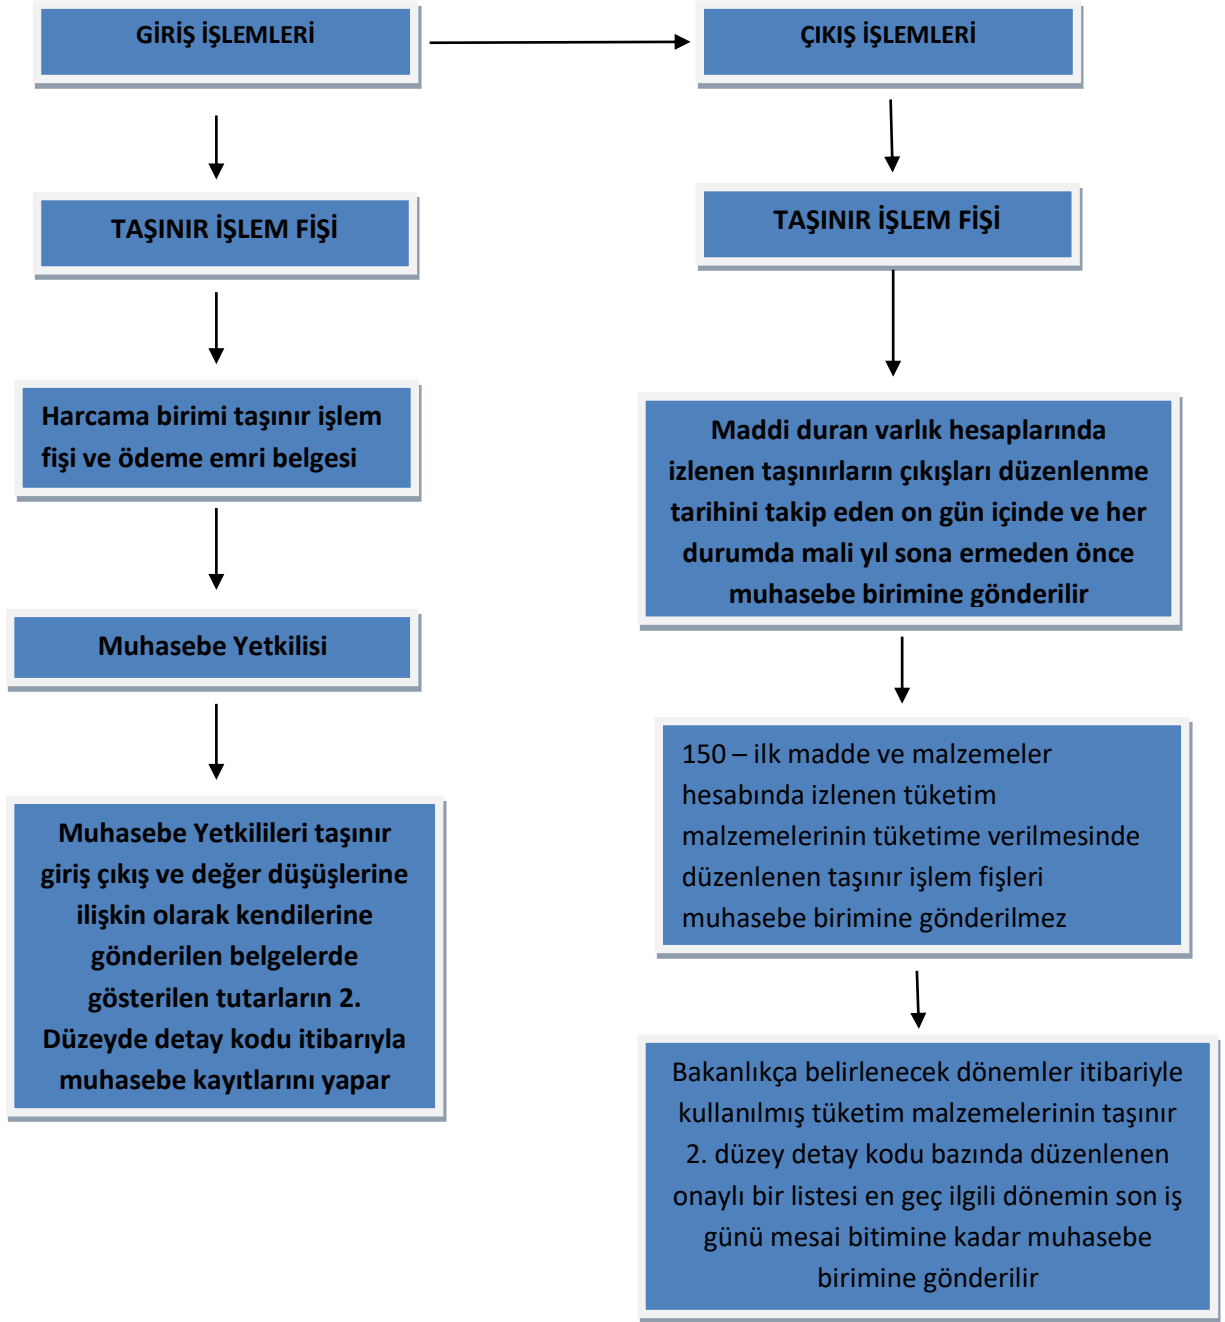 GİRİŞ İŞLEMLERİ
ÇIKIŞ İŞLEMLERİ
TAŞINIR İŞLEM FİŞİ
TAŞINIR İŞLEM FİŞİ
Harcama birimi taşınır işlem
fişi ve ödeme emri belgesi
Maddi duran varlık hesaplarında
izlenen taşınırların çıkışları düzenlenme
tarihini takip eden on gün içinde ve her
durumda mali yıl sona ermeden önce
muhasebe birimine gönderilir
Muhasebe Yetkilisi
150 – ilk madde ve malzemeler
hesabında izlenen tüketim
malzemelerinin tüketime verilmesinde
düzenlenen taşınır işlem fişleri
muhasebe birimine gönderilmez
Muhasebe Yetkilileri taşınır
giriş çıkış ve değer düşüşlerine
ilişkin olarak kendilerine
gönderilen belgelerde
gösterilen tutarların 2.
Düzeyde detay kodu itibarıyla
muhasebe kayıtlarını yapar
Bakanlıkça belirlenecek dönemler itibariyle
kullanılmış tüketim malzemelerinin taşınır
2. düzey detay kodu bazında düzenlenen
onaylı bir listesi en geç ilgili dönemin son iş
günü mesai bitimine kadar muhasebe
birimine gönderilir